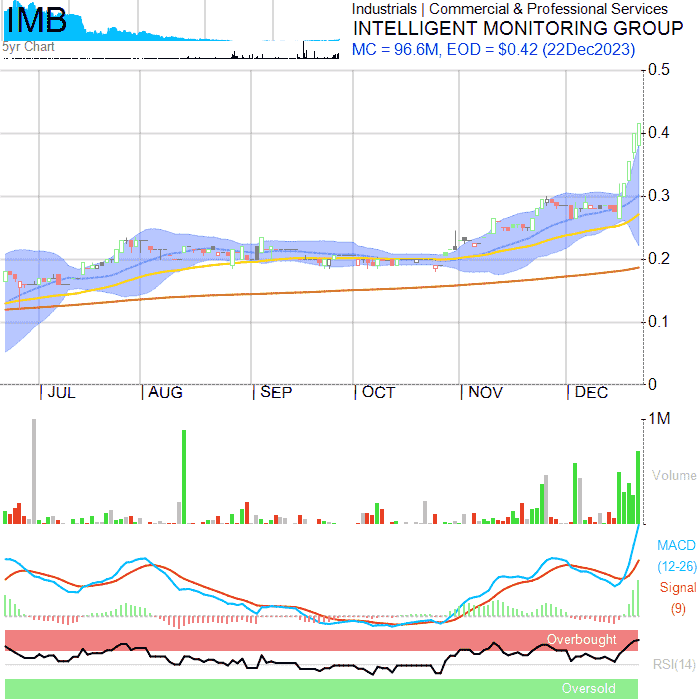 IMB
5yr Chart
Industrials | Commercial & Professional Services
INTELLIGENT MONITORING GROUP
MC = 96.6M, EOD = $0.42 (22Dec2023)
0.5
0.4
0.3
0.2
0.1
0
JUL AUG SEP OCT NOV DEC
1M
Volume
MACD
(12-26)
Signal
(9)
Overbought
RSI(14)
Oversold